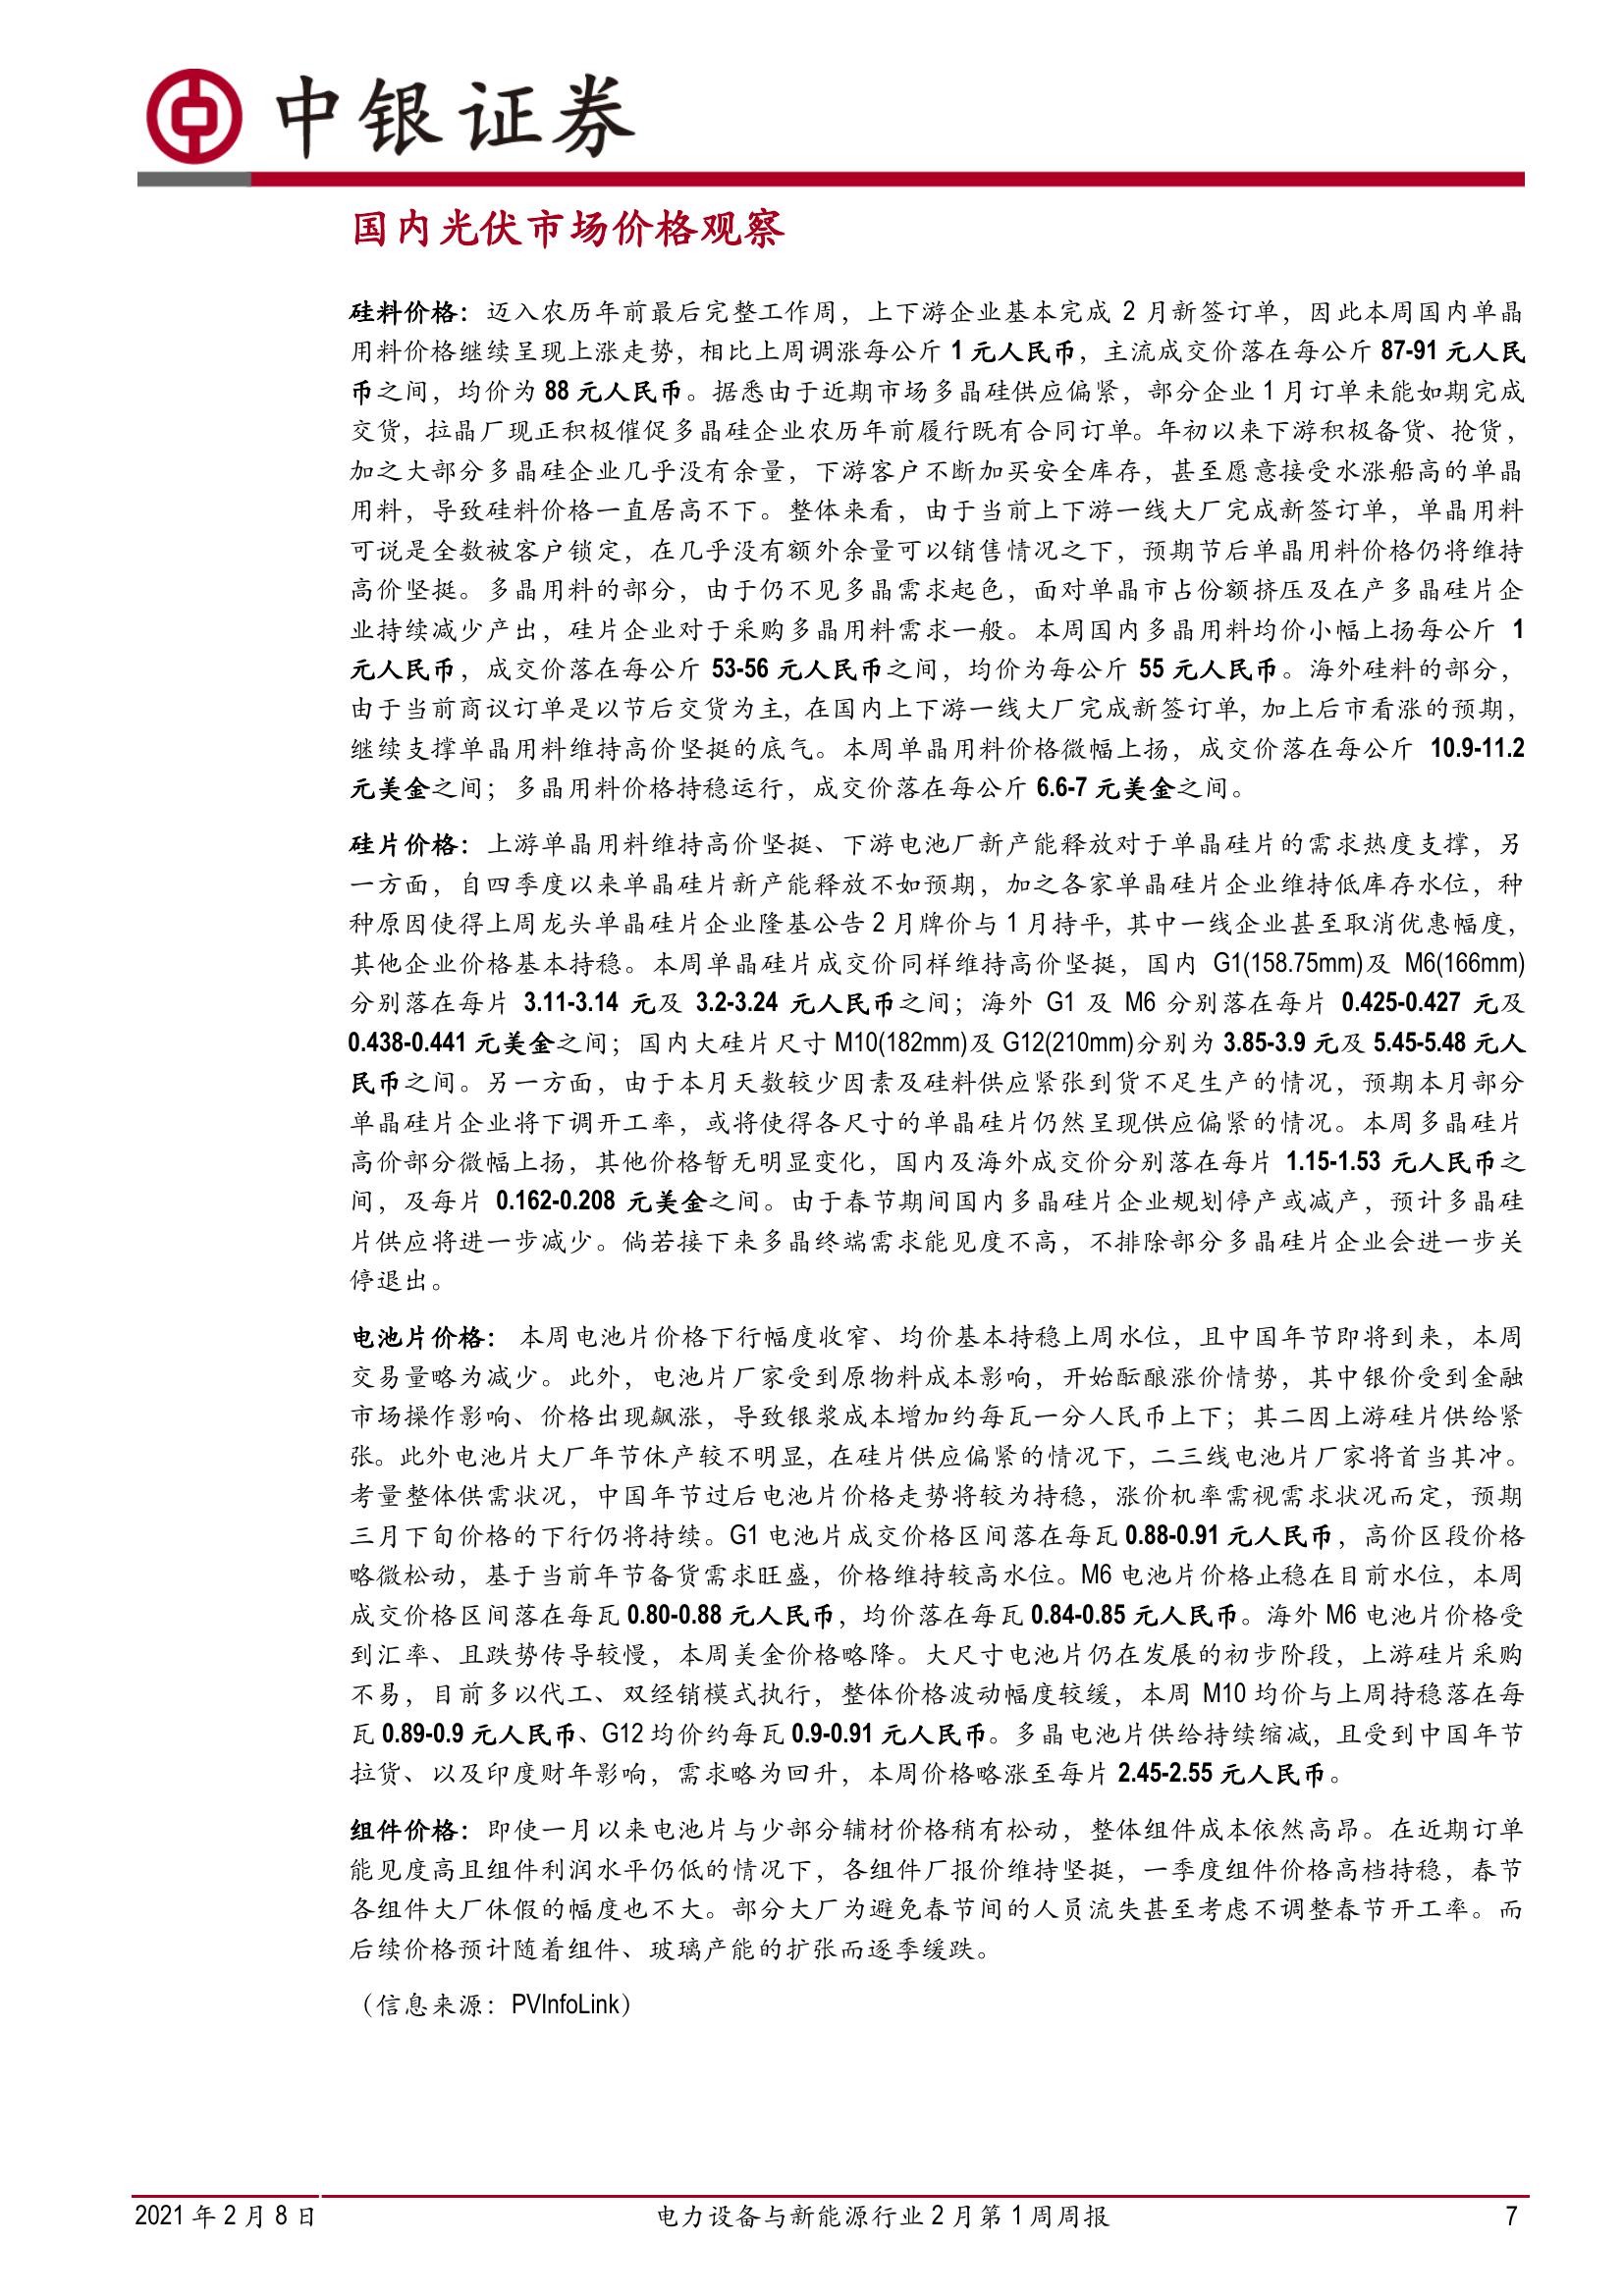 中银证券
国内光伏市场价格观察
硅料价格：迈入农历年前最后完整工作周，上下游企业基本完成 2 月新签订单，因此本周国内单晶
用料价格继续呈现上涨走势，相比上周调涨每公斤 1 元人民币，主流成交价落在每公斤 87-91 元人民
币之间，均价为 88 元人民币。据悉由于近期市场多晶硅供应偏紧，部分企业 1 月订单未能如期完成
交货，拉晶厂现正积极催促多晶硅企业农历年前履行既有合同订单。年初以来下游积极备货、抢货，
加之大部分多晶硅企业几乎没有余量，下游客户不断加买安全库存，甚至愿意接受水涨船高的单晶
用料，导致硅料价格一直居高不下。整体来看，由于当前上下游一线大厂完成新签订单，单晶用料
可说是全数被客户锁定，在几乎没有额外余量可以销售情况之下，预期节后单晶用料价格仍将维持
高价坚挺。多晶用料的部分，由于仍不见多晶需求起色，面对单晶市占份额挤压及在产多晶硅片企
业持续减少产出，硅片企业对于采购多晶用料需求一般。本周国内多晶用料均价小幅上扬每公斤 1
元人民币，成交价落在每公斤 53-56 元人民币之间，均价为每公斤 55 元人民币。海外硅料的部分，
由于当前商议订单是以节后交货为主，在国内上下游一线大厂完成新签订单，加上后市看涨的预期，
继续支撑单晶用料维持高价坚挺的底气。本周单晶用料价格微幅上扬，成交价落在每公斤 10.9-11.2
元美金之间；多晶用料价格持稳运行，成交价落在每公斤 6.6-7 元美金之间。
硅片价格：上游单晶用料维持高价坚挺、下游电池厂新产能释放对于单晶硅片的需求热度支撑，另
一方面，自四季度以来单晶硅片新产能释放不如预期，加之各家单晶硅片企业维持低库存水位，种
种原因使得上周龙头单晶硅片企业隆基公告 2 月牌价与 1 月持平，其中一线企业甚至取消优惠幅度，
其他企业价格基本持稳。本周单晶硅片成交价同样维持高价坚挺，国内 G1(158.75mm)及 M6(166mm)
分别落在每片 3.11-3.14 元及 3.2-3.24 元人民币之间；海外 G1 及 M6 分别落在每片 0.425-0.427 元及
0.438-0.441 元美金之间；国内大硅片尺寸 M10(182mm)及 G12(210mm)分别为 3.85-3.9 元及 5.45-5.48 元人
民币之间。另一方面，由于本月天数较少因素及硅料供应紧张到货不足生产的情况，预期本月部分
单晶硅片企业将下调开工率，或将使得各尺寸的单晶硅片仍然呈现供应偏紧的情况。本周多晶硅片
高价部分微幅上扬，其他价格暂无明显变化，国内及海外成交价分别落在每片 1.15-1.53 元人民币之
间，及每片 0.162-0.208 元美金之间。由于春节期间国内多晶硅片企业规划停产或减产，预计多晶硅
片供应将进一步减少。倘若接下来多晶终端需求能见度不高，不排除部分多晶硅片企业会进一步关
停退出。
电池片价格： 本周电池片价格下行幅度收窄、均价基本持稳上周水位，且中国年节即将到来，本周
交易量略为减少。此外，电池片厂家受到原物料成本影响，开始酝酿涨价情势，其中银价受到金融
市场操作影响、价格出现飙涨，导致银浆成本增加约每瓦一分人民币上下；其二因上游硅片供给紧
张。此外电池片大厂年节休产较不明显，在硅片供应偏紧的情况下，二三线电池片厂家将首当其冲。
考量整体供需状况，中国年节过后电池片价格走势将较为持稳，涨价机率需视需求状况而定，预期
三月下旬价格的下行仍将持续。G1 电池片成交价格区间落在每瓦 0.88-0.91 元人民币，高价区段价格
略微松动，基于当前年节备货需求旺盛，价格维持较高水位。M6 电池片价格止稳在目前水位，本周
成交价格区间落在每瓦 0.80-0.88 元人民币，均价落在每瓦 0.84-0.85 元人民币。海外 M6 电池片价格受
到汇率、且跌势传导较慢，本周美金价格略降。大尺寸电池片仍在发展的初步阶段，上游硅片采购
不易，目前多以代工、双经销模式执行，整体价格波动幅度较缓，本周 M10 均价与上周持稳落在每
瓦 0.89-0.9 元人民币、G12 均价约每瓦 0.9-0.91 元人民币。多晶电池片供给持续缩减，且受到中国年节
拉货、以及印度财年影响，需求略为回升，本周价格略涨至每片 2.45-2.55 元人民币。
组件价格：即使一月以来电池片与少部分辅材价格稍有松动，整体组件成本依然高昂。在近期订单
能见度高且组件利润水平仍低的情况下，各组件厂报价维持坚挺，一季度组件价格高档持稳，春节
各组件大厂休假的幅度也不大。部分大厂为避免春节间的人员流失甚至考虑不调整春节开工率。而
后续价格预计随着组件、玻璃产能的扩张而逐季缓跌。
（信息来源：PVInfoLink）
2021 年 2 月 8 日
电力设备与新能源行业 2 月第 1 周周报
7